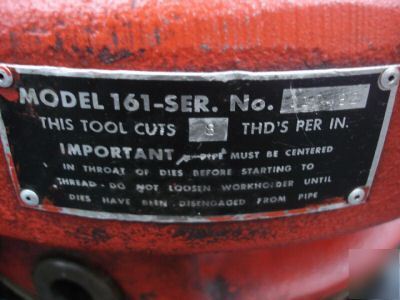 MODEL 161-SER. No.
THIS TOOL CUTS 8 THD'S PER IN.
IMPORTANT - PIPE MUST BE CENTERED
IN THROAT OF DIES BEFORE STARTING TO
THREAD - DO NOT LOOSEN WORKHOLDER UNTIL
DIES HAVE BEEN DISENGAGED FROM PIPE